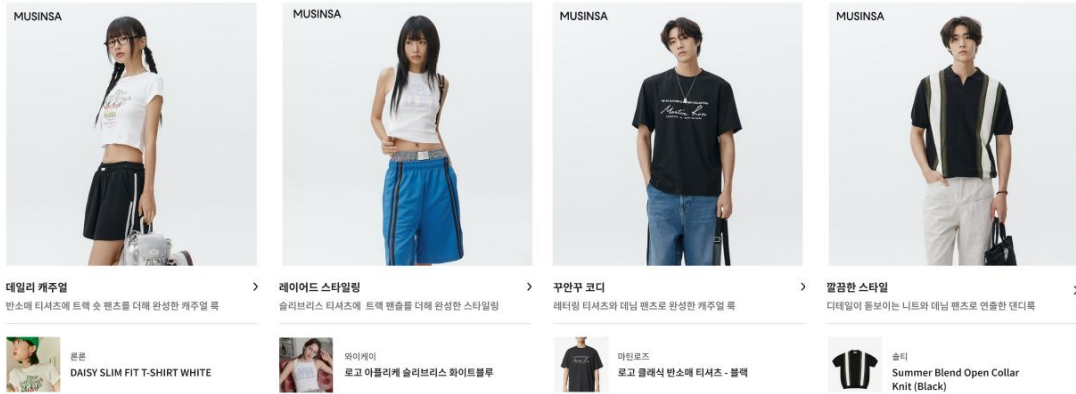 MUSINSA
데일리 캐주얼
반소매 티셔츠에 트랙 숏 팬츠를 더해 완성한 캐주얼 룩
론론
DAISY SLIM FIT T-SHIRT WHITE
MUSINSA
레이어드 스타일링
슬리브리스 티셔츠에 트랙 팬츨를 더해 완성한 스타일링
와이케이
로고 아플리케 슬리브리스 화이트블루
MUSINSA
꾸안꾸 코디
레터링 티셔츠와 데님 팬츠로 완성한 캐주얼 룩
마틴로즈
로고 클래식 반소매 티셔츠 - 블랙
MUSINSA
깔끔한 스타일
디테일이 돋보이는 니트와 데님 팬츠로 연출한 댄디룩
솔티
Summer Blend Open Collar
Knit (Black)